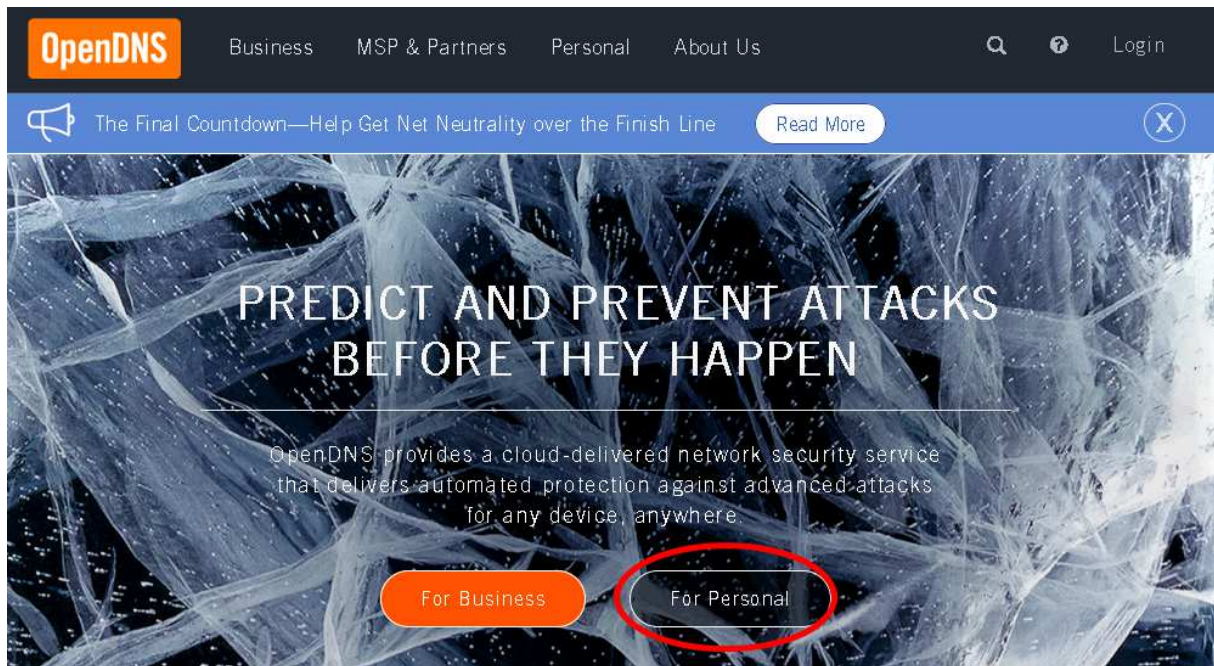 OpenDNS Business MSP & Partners Personal About Us Login
The Final Countdown—Help Get Net Neutrality over the Finish Line Read More X
PREDICT AND PREVENT ATTACKS
BEFORE THEY HAPPEN
OpenDNS provides a cloud-delivered network security service
that delivers automated protection against advanced attacks
for any device, anywhere.
For Business For Personal